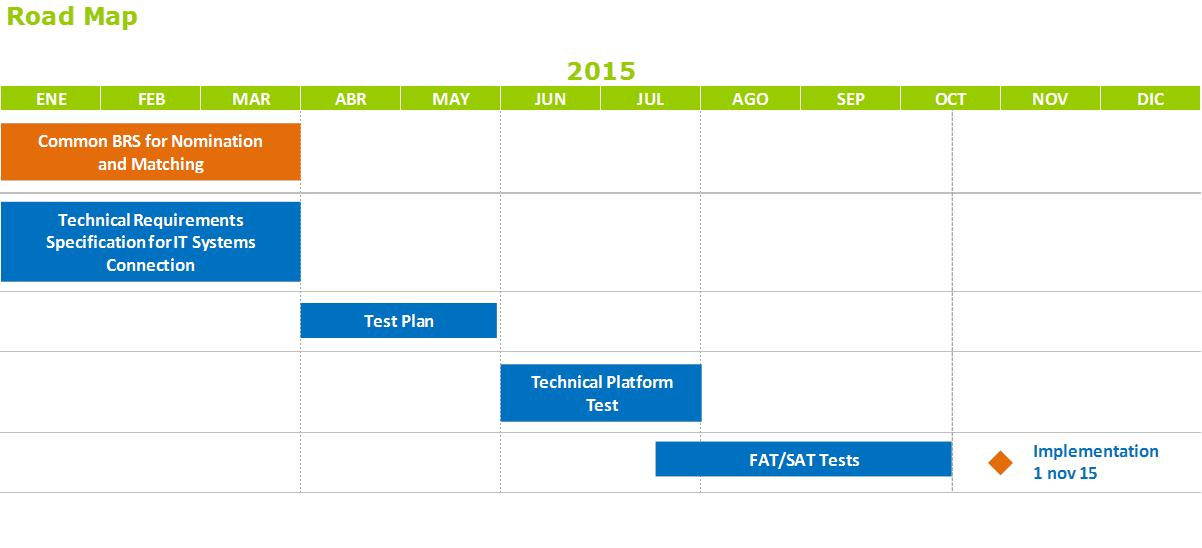 Road Map
2015
ENE FEB MAR ABR MAY JUN JUL AGO SEP OCT NOV DIC
Common BRS for Nomination
and Matching
Technical Requirements
Specification for IT Systems
Connection
Test Plan
Technical Platform
Test
FAT/SAT Tests
Implementation
1 nov 15